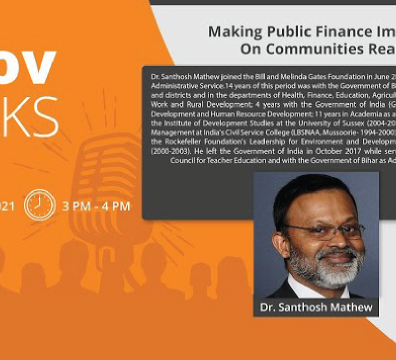 Making Public Finance Im
On Communities Rea
ov
KS
Dr. Santhosh Mathew joined the Bill and Melinda Gates Foundation in June 2
Administrative Service.14 years of this period was with the Government of B
and districts and in the departments of Health, Finance, Education, Agricul
Work and Rural Development; 4 years with the Government of India (G
Development and Human Resource Development; 11 years in Academia as a
the Institute of Development Studies at the University of Sussex (2004-20
Management at India's Civil Service College (LBSNAA, Mussoorie- 1994-2000)
the Rockefeller Foundation's Leadership for Environment and Developm
(2000-2003). He left the Government of India in October 2017 while ser
Council for Teacher Education and with the Government of Bihar as Ad
021
3 PM - 4 PM
Dr. Santhosh Mathew